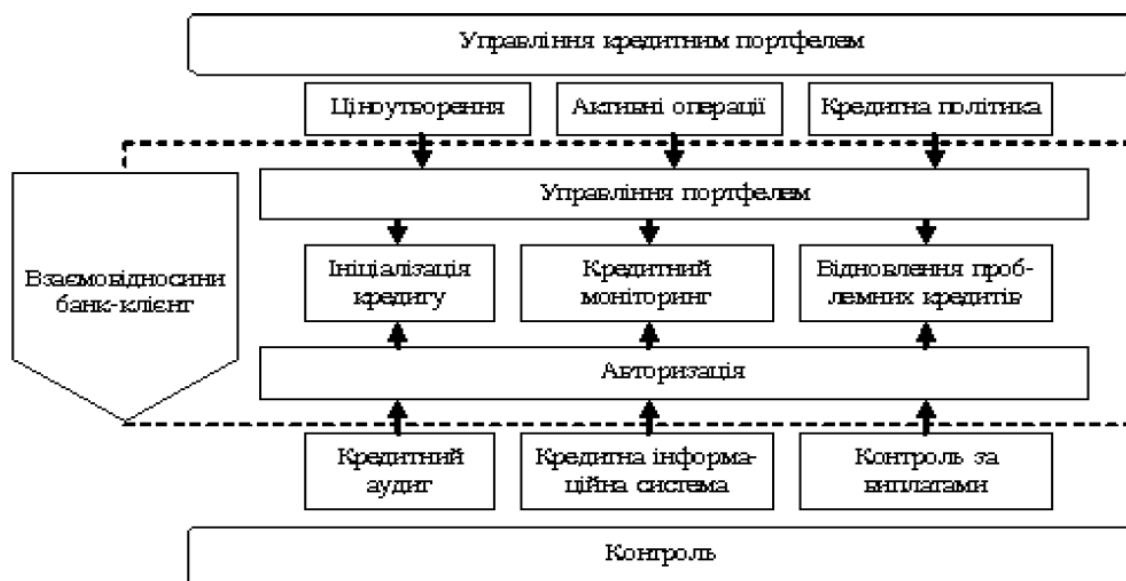 Управління кредитним портфелем
Ціноутворення
Активні операції
Кредитна політика
Управління портфелем
Взаємовідносини
банк-клієнт
Ініціалізація
кредиту
Кредитний
моніторинг
Відновлення проб-
лемних кредитів
Авторизація
Кредитний
аудит
Кредитна інформа-
ційна система
Контроль за
виплатами
Контроль